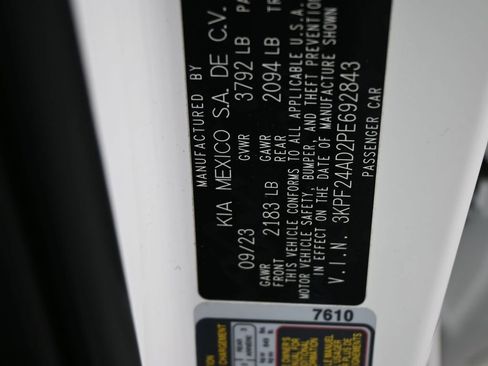 MANUFACTURED BY
KIA MEXICO S.A. DE C.V.
09/23 GVWR 3792 LB PA
GAWR FRONT 2183 LB GAWR REAR 2094 LB TR
THIS VEHICLE CONFORMS TO ALL APPLICABLE U.S.A.
MOTOR VEHICLE SAFETY, BUMPER, AND THEFT PREVENTION
IN EFFECT ON THE DATE OF MANUFACTURE SHOWN
V.I.N. 3KPF24AD2PE692843
PASSENGER CAR
7610